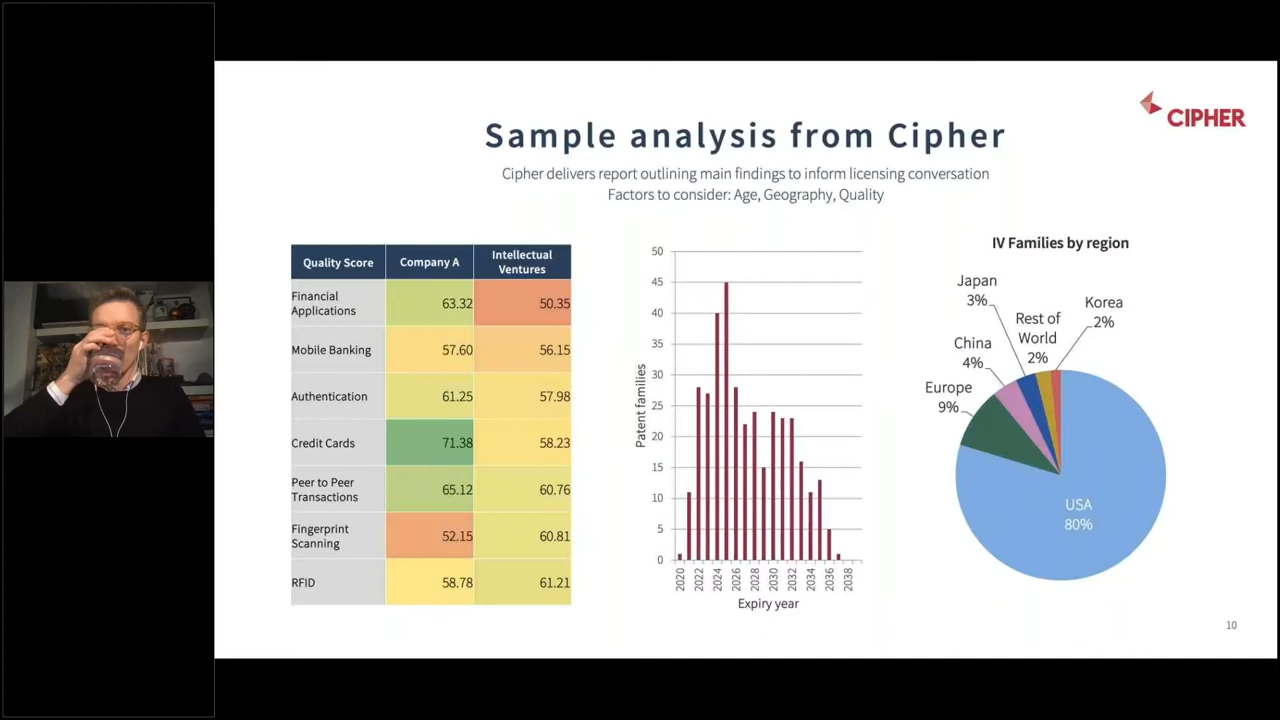 CIPHER
Sample analysis from Cipher
Cipher delivers report outlining main findings to inform licensing conversation
Factors to consider: Age, Geography, Quality
Quality Score Company A Intellectual
Ventures
Financial
Applications 63.32 50.35
Mobile Banking 57.60 56.15
Authentication 61.25 57.98
Credit Cards 71.38 58.23
Peer to Peer
Transactions 65.12 60.76
Fingerprint
Scanning 52.15 60.81
RFID 58.78 61.21
50
45
40
35
30
25
20
15
10
5
0
Patent families
2020 2022 2024 2026 2028 2030 2032 2034 2036 2038
Expiry year
IV Families by region
Japan
3%
Korea
2%
Rest of
World
2%
China
4%
Europe
9%
USA
80%
10